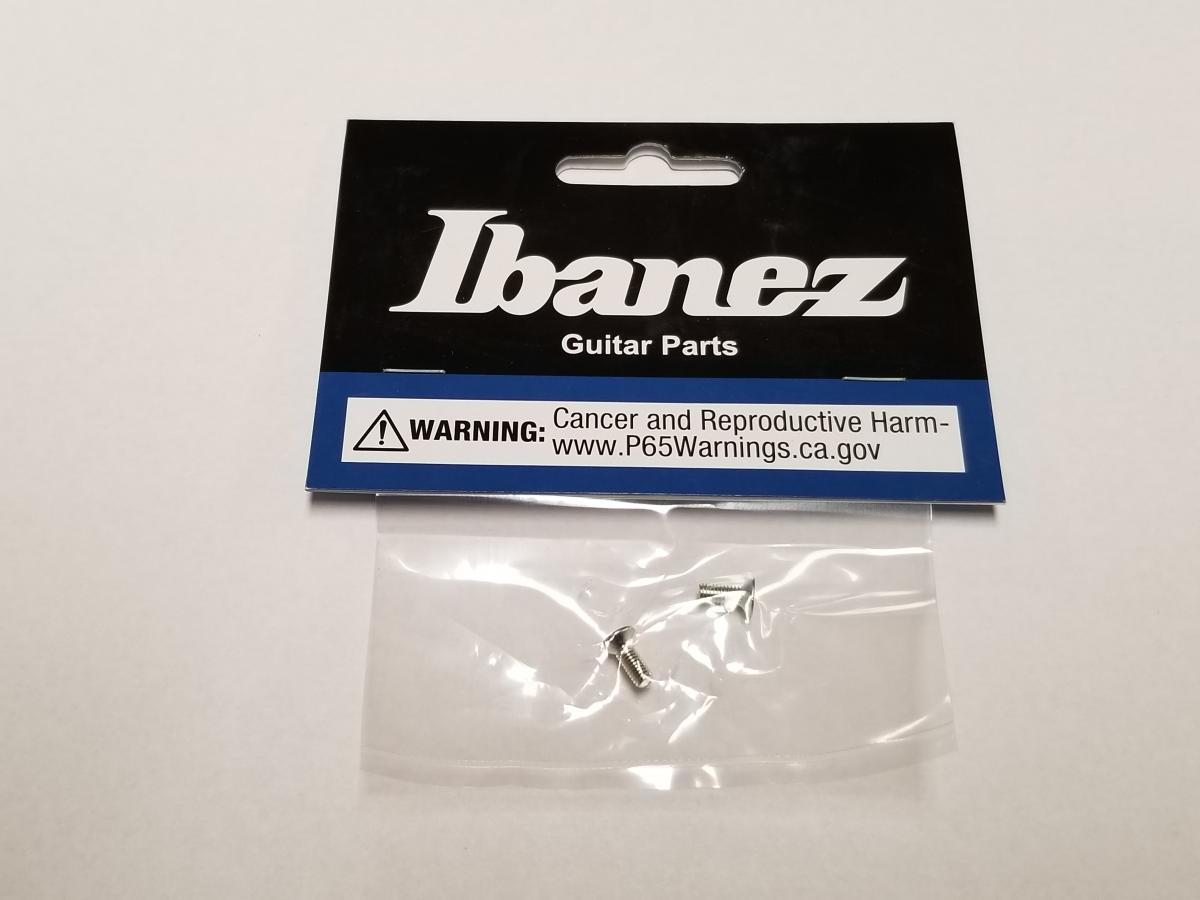 Ibanez
Guitar Parts
WARNING: Cancer and Reproductive Harm-
www.P65Warnings.ca.gov